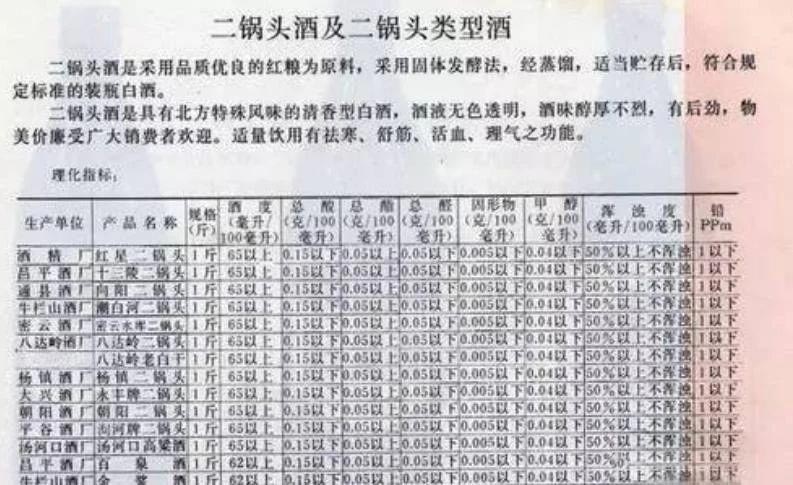 二锅头酒及二锅头类型酒
二锅头酒是采用品质优良的红粮为原料，采用固体发酵法，经蒸馏，适当贮存后，符合规
定标准的装瓶白酒。
二锅头酒是具有北方特殊风味的清香型白酒，酒液无色透明，酒味醇厚不烈，有后劲，物
美价廉受广大销费者欢迎。适量饮用有祛寒、舒筋、活血、理气之功能。
理化指标：
生产单位 产品名称 规格(斤) 酒度(毫升/100毫升) 总酸(克/100毫升) 总酯(克/100毫升) 总醛(克/100毫升) 固形物(克/100毫升) 甲醇(克/100毫升) 浑浊度(毫升/100毫升) 铅PPm
酒精厂 红星二锅头 1斤 65以上 0.15以下 0.05以上 0.05以下 0.005以下 0.04以下 50%以上不浑浊 1以下
昌平酒厂 十三陵二锅头 1斤 65以上 0.15以下 0.05以上 0.05以下 0.005以下 0.04以下 50%以上不浑浊 1以下
通县酒厂 向阳二锅头 1斤 65以上 0.15以下 0.05以上 0.05以下 0.005以下 0.04以下 50%以上不浑浊 1以下
牛栏山酒厂 潮白河二锅头 1斤 65以上 0.15以下 0.05以上 0.05以下 0.005以下 0.04以下 50%以上不浑浊 1以下
密云酒厂 密云水库二锅头 1斤 65以上 0.15以下 0.05以上 0.05以下 0.005以下 0.04以下 50%以上不浑浊 1以下
八达岭酒厂 八达岭二锅头 1斤 65以上 0.15以下 0.05以上 0.05以下 0.005以下 0.04以下 50%以上不浑浊 1以下
八达岭老白干 1斤 65以上 0.15以下 0.05以上 0.05以下 0.005以下 0.04以下 50%以上不浑浊 1以下
杨镇酒厂 杨镇二锅头 1斤 65以上 0.15以下 0.05以上 0.05以下 0.005以下 0.04以下 50%以上不浑浊 1以下
大兴酒厂 永丰牌二锅头 1斤 65以上 0.15以下 0.05以上 0.05以下 0.005以下 0.04以下 50%以上不浑浊 1以下
朝阳酒厂 朝阳二锅头 1斤 65以上 0.15以下 0.05以上 0.05以下 0.005以下 0.04以下 50%以上不浑浊 1以下
平谷酒厂 泃河牌二锅头 1斤 65以上 0.15以下 0.05以上 0.05以下 0.005以下 0.04以下 50%以上不浑浊 1以下
汤河口酒厂 汤河口高粱酒 1斤 65以上 0.15以下 0.05以上 0.05以下 0.005以下 0.04以下 50%以上不浑浊 1以下
昌平酒厂 百泉酒 1斤 62以上 0.15以下 0.05以上 0.05以下 0.005以下 0.04以下 50%以上不浑浊 1以下
牛栏山酒厂 金浆酒 1斤 62以上 0.15以下 0.05以上 0.05以下 0.005以下 0.04以下 50%以上不浑浊 1以下